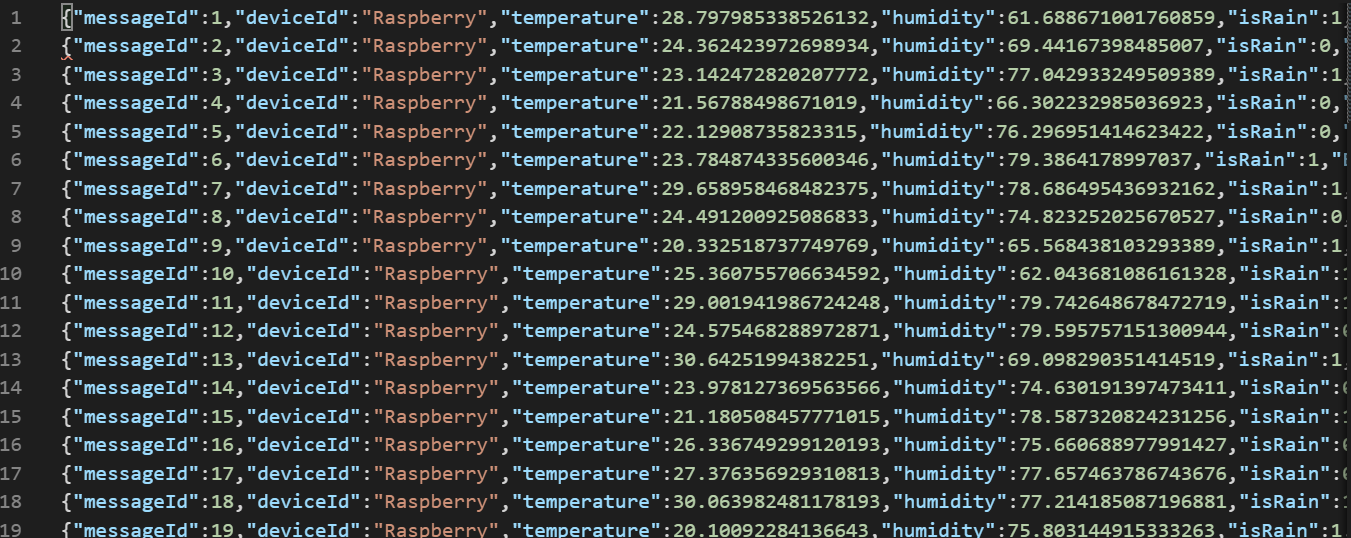 1 {"messageId":1,"deviceId":"Raspberry","temperature":28.797985338526132,"humidity":61.688671001760859,"isRain":1,
2 {"messageId":2,"deviceId":"Raspberry","temperature":24.362423972698934,"humidity":69.44167398485007,"isRain":0,"
3 {"messageId":3,"deviceId":"Raspberry","temperature":23.142472820207772,"humidity":77.042933249509389,"isRain":1,
4 {"messageId":4,"deviceId":"Raspberry","temperature":21.56788498671019,"humidity":66.302232985036923,"isRain":0,"
5 {"messageId":5,"deviceId":"Raspberry","temperature":22.12908735823315,"humidity":76.296951414623422,"isRain":0,"
6 {"messageId":6,"deviceId":"Raspberry","temperature":23.784874335600346,"humidity":79.3864178997037,"isRain":1,"
7 {"messageId":7,"deviceId":"Raspberry","temperature":29.658958468482375,"humidity":78.686495436932162,"isRain":1,
8 {"messageId":8,"deviceId":"Raspberry","temperature":24.491200925086833,"humidity":74.823252025670527,"isRain":0,
9 {"messageId":9,"deviceId":"Raspberry","temperature":20.332518737749769,"humidity":65.568438103293389,"isRain":1,
10 {"messageId":10,"deviceId":"Raspberry","temperature":25.360755706634592,"humidity":62.043681086161328,"isRain":
11 {"messageId":11,"deviceId":"Raspberry","temperature":29.001941986724248,"humidity":79.742648678472719,"isRain":
12 {"messageId":12,"deviceId":"Raspberry","temperature":24.575468288972871,"humidity":79.595757151300944,"isRain":
13 {"messageId":13,"deviceId":"Raspberry","temperature":30.64251994382251,"humidity":69.098290351414519,"isRain":1,
14 {"messageId":14,"deviceId":"Raspberry","temperature":23.978127369563566,"humidity":74.630191397473411,"isRain":
15 {"messageId":15,"deviceId":"Raspberry","temperature":21.180508457771015,"humidity":78.587320824231256,"isRain":
16 {"messageId":16,"deviceId":"Raspberry","temperature":26.336749299120193,"humidity":75.660688977991427,"isRain":
17 {"messageId":17,"deviceId":"Raspberry","temperature":27.376356929310813,"humidity":77.657463786743676,"isRain":
18 {"messageId":18,"deviceId":"Raspberry","temperature":30.063982481178193,"humidity":77.214185087196881,"isRain":
19 {"messageId":19,"deviceId":"Raspberry","temperature":20.10092284136643,"humidity":75.803144915333263,"isRain":1,